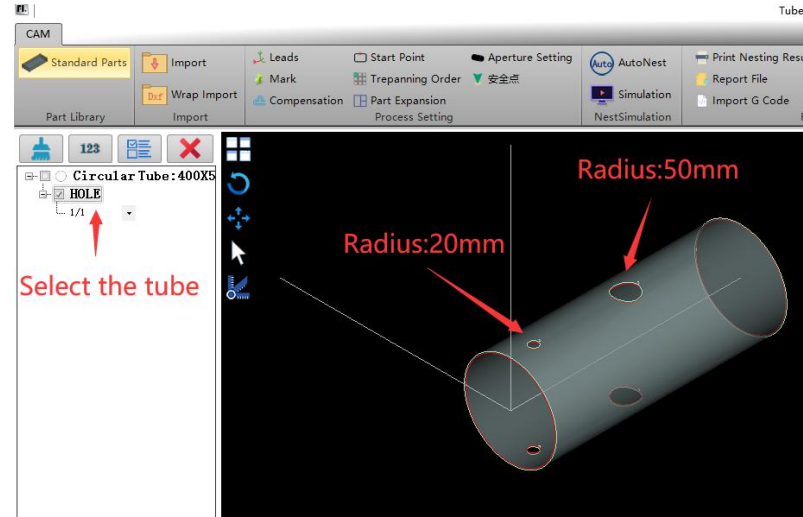 Tube
CAM
Standard Parts
Import
Wrap Import
Leads
Mark
Compensation
Start Point
Trepanning Order
Part Expansion
Aperture Setting
安全点
AutoNest
Simulation
Print Nesting Resu
Report File
Import G Code
Part Library
Import
Process Setting
NestSimulation
123
Circular Tube:400X5
HOLE
1/1
Select the tube
Radius:20mm
Radius:50mm